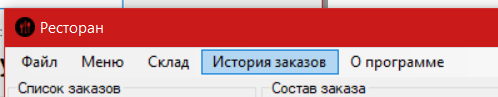 Ресторан
Файл Меню Склад История заказов О программе
Список заказов Состав заказа